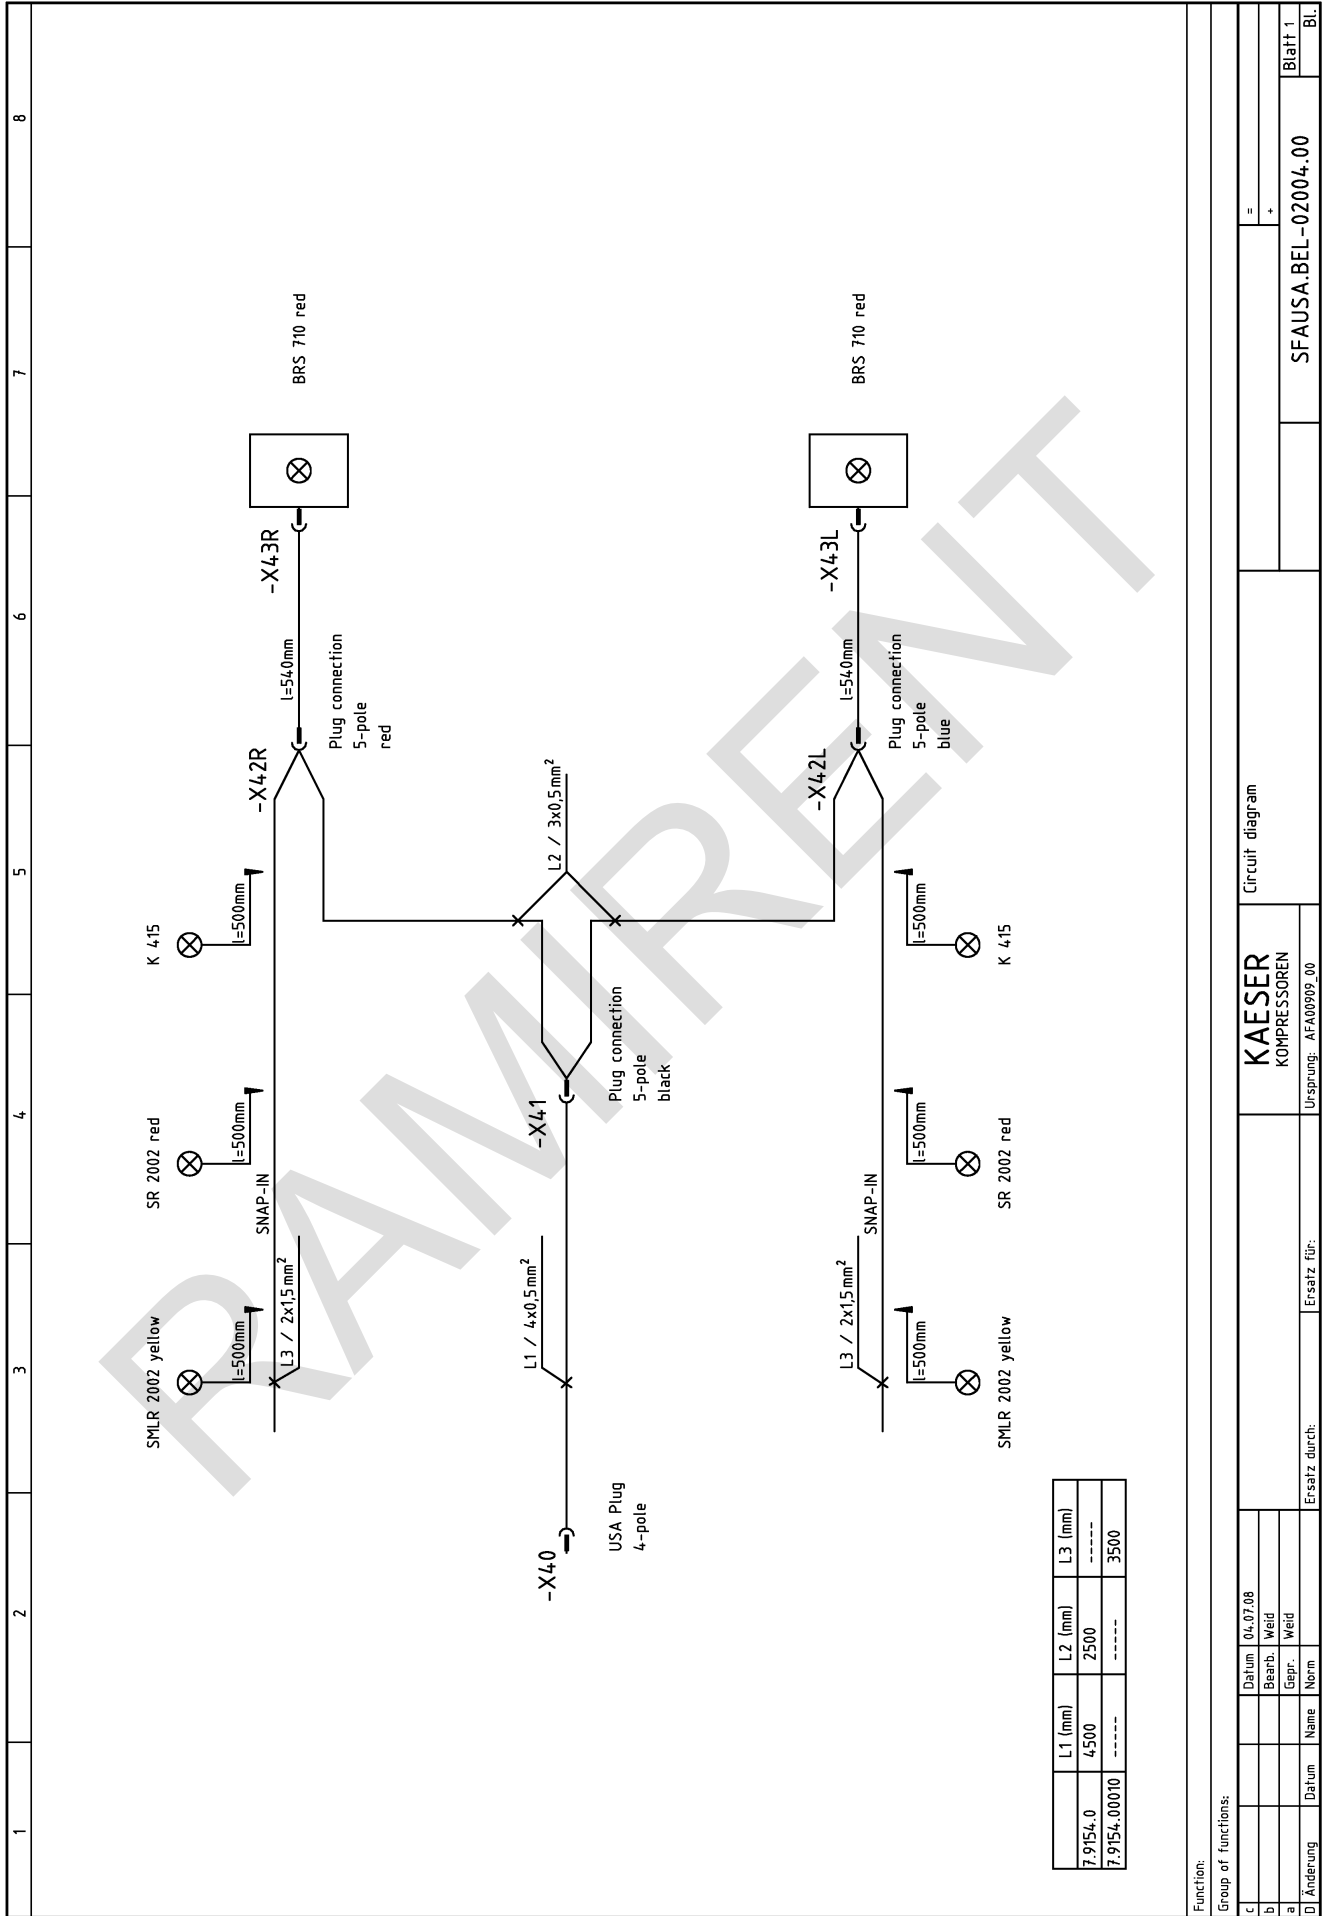 1 2 3 4 5 6 7 8
SMLR 2002 yellow
SR 2002 red
K 415
l=500mm
l=500mm
l=500mm
SNAP-IN
L3 / 2x1,5mm²
-X42R
l=540mm
-X43R
BRS 710 red
Plug connection
5-pole
red
L1 / 4x0,5mm²
-X40
USA Plug
4-pole
-X41
Plug connection
5-pole
black
L2 / 3x0,5mm²
-X42L
l=540mm
-X43L
BRS 710 red
Plug connection
5-pole
blue
L3 / 2x1,5mm²
SNAP-IN
l=500mm
l=500mm
l=500mm
SMLR 2002 yellow
SR 2002 red
K 415
RAMIRENT
L1 (mm) L2 (mm) L3 (mm)
7.9154.0 4500 2500 -----
7.9154.00010 ----- ----- 3500
Function:
Group of functions:
c Datum 04.07.08
b Bearb. Weid
a Gepr. Weid
D Änderung Datum Name Norm
Ersatz durch:
Ersatz für:
KAESER
KOMPRESSOREN
Ursprung: AFA00909_00
Circuit diagram
=
+
SFAUSA.BEL-02004.00
Blatt 1
Bl.